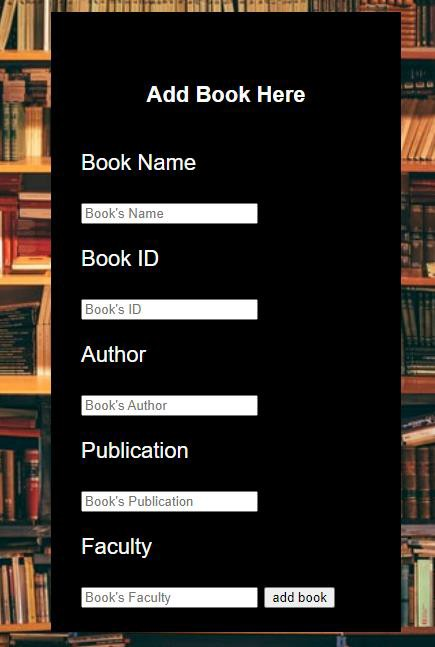 Add Book Here
Book Name
Book's Name
Book ID
Book's ID
Author
Book's Author
Publication
Book's Publication
Faculty
Book's Faculty add book